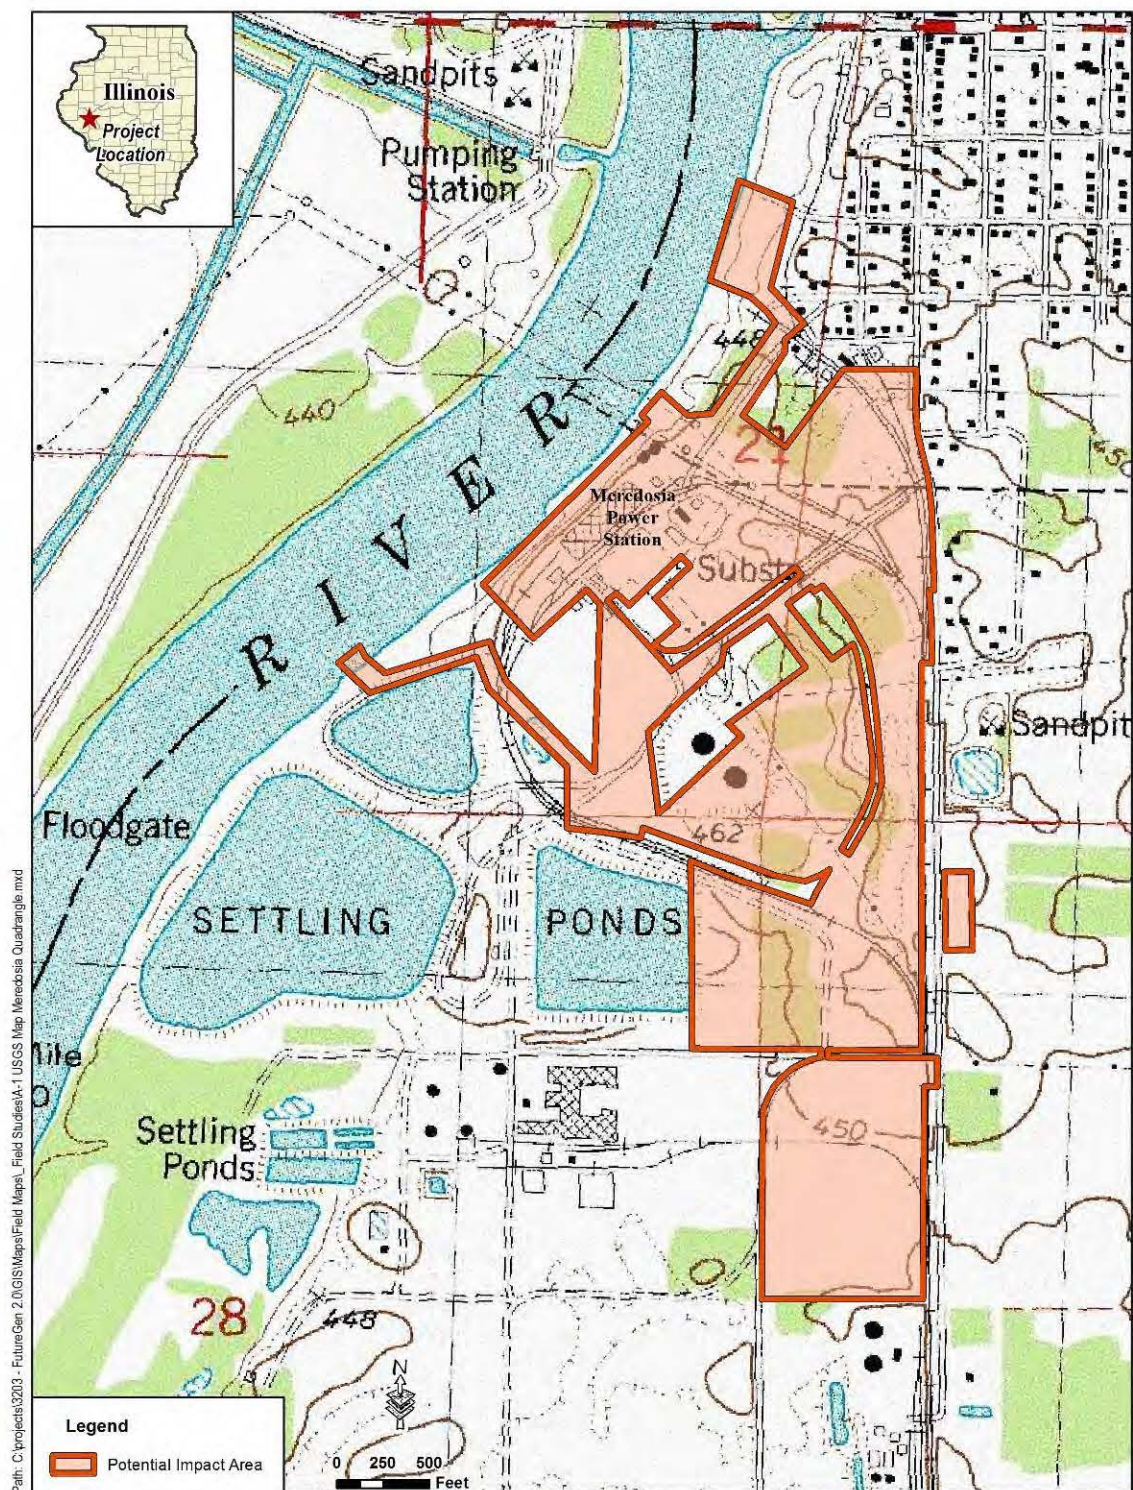 Illinois
Project
Location
Sandpits
Pumping
Station
448
440
21
RIVER
Meredosia
Power
Station
Subst
Sandpit
Floodgate
462
SETTLING PONDS
Mile
450
Settling
Ponds
28
448
N
Legend
Potential Impact Area
0 250 500
Feet
Path: C:\projects\3203 - FutureGen 2.0\GIS\Maps\Field Maps\_Field Studies\A-1 USGS Map Meredosia Quadrangle.mxd